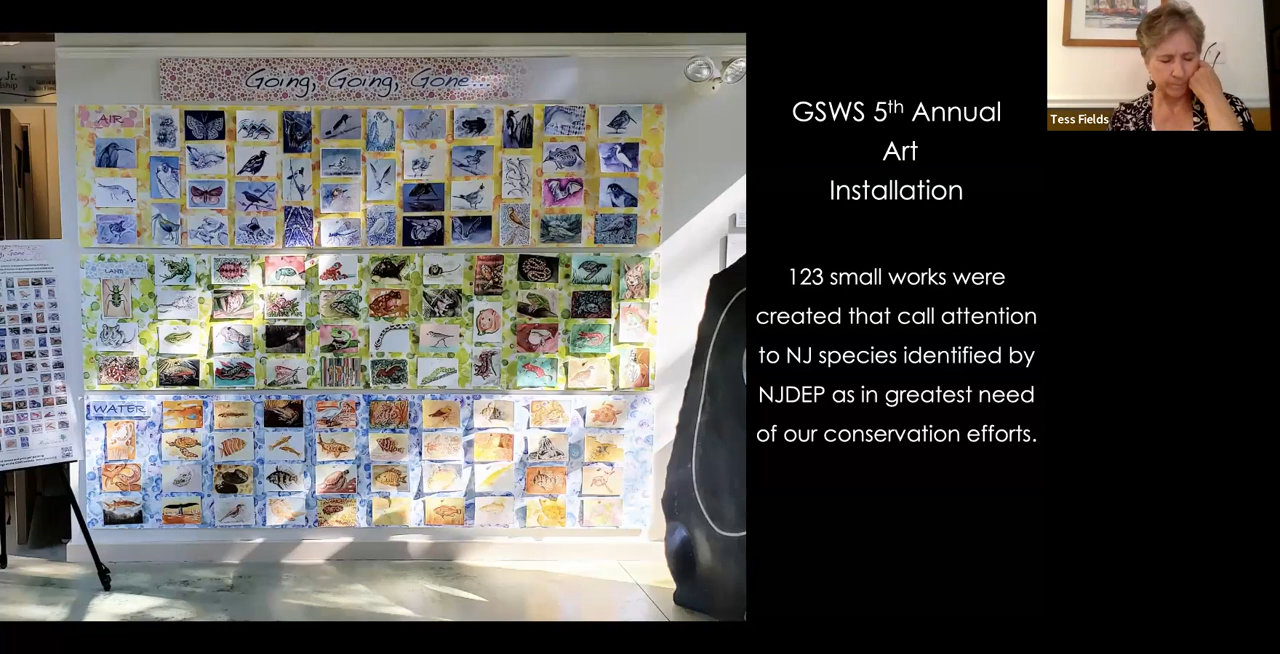 Jr.
Going, Going, Gone...
AIR
LAND
WATER
GSWS 5th Annual
Art
Installation
123 small works were
created that call attention
to NJ species identified by
NJDEP as in greatest need
of our conservation efforts.
Tess Fields